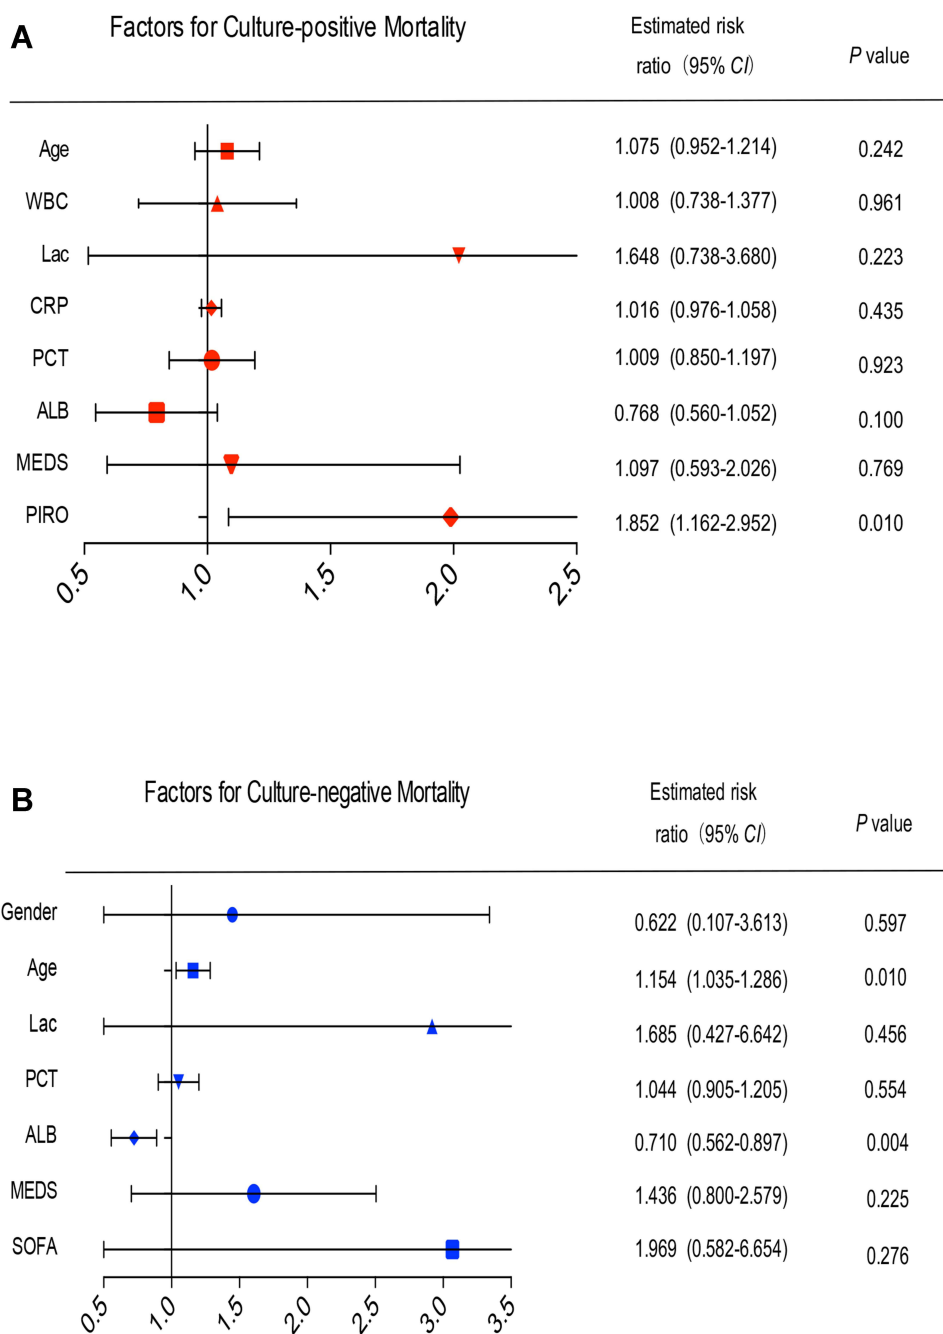 A Factors for Culture-positive Mortality Estimated risk ratio (95% CI) P value
Age 1.075 (0.952-1.214) 0.242
WBC 1.008 (0.738-1.377) 0.961
Lac 1.648 (0.738-3.680) 0.223
CRP 1.016 (0.976-1.058) 0.435
PCT 1.009 (0.850-1.197) 0.923
ALB 0.768 (0.560-1.052) 0.100
MEDS 1.097 (0.593-2.026) 0.769
PIRO 1.852 (1.162-2.952) 0.010
0.5 1.0 1.5 2.0 2.5
B Factors for Culture-negative Mortality Estimated risk ratio (95% CI) P value
Gender 0.622 (0.107-3.613) 0.597
Age 1.154 (1.035-1.286) 0.010
Lac 1.685 (0.427-6.642) 0.456
PCT 1.044 (0.905-1.205) 0.554
ALB 0.710 (0.562-0.897) 0.004
MEDS 1.436 (0.800-2.579) 0.225
SOFA 1.969 (0.582-6.654) 0.276
0.5 1.0 1.5 2.0 2.5 3.0 3.5